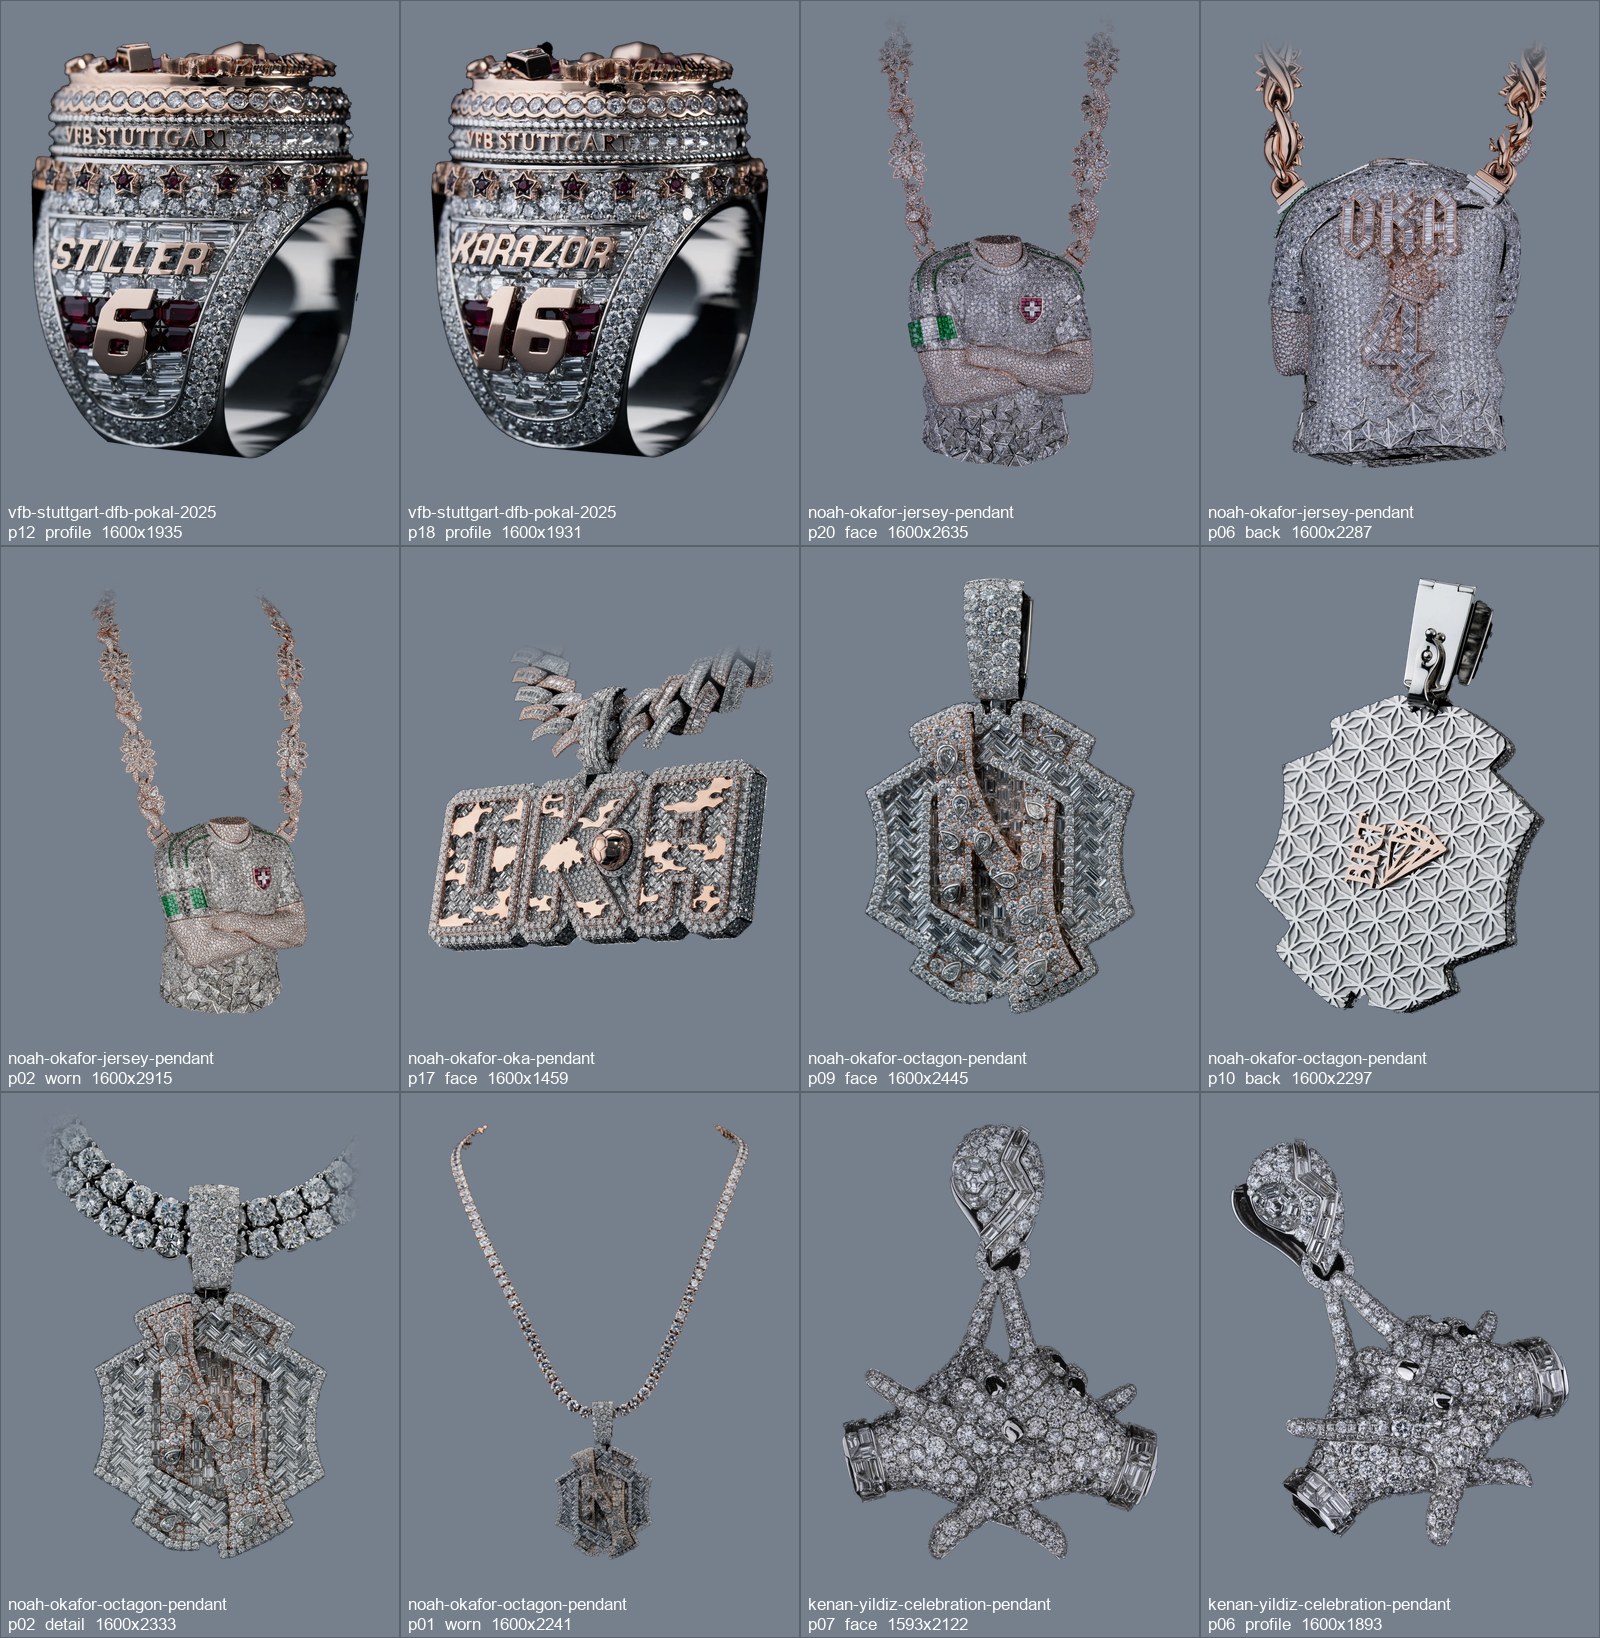 VFB STUTTGART
STILLER
6
vfb-stuttgart-dfb-pokal-2025
p12 profile 1600x1935
VFB STUTTGART
KARAZOR
16
vfb-stuttgart-dfb-pokal-2025
p18 profile 1600x1931
noah-okafor-jersey-pendant
p20 face 1600x2635
OKA
4
noah-okafor-jersey-pendant
p06 back 1600x2287
noah-okafor-jersey-pendant
p02 worn 1600x2915
OKA
noah-okafor-oka-pendant
p17 face 1600x1459
N
noah-okafor-octagon-pendant
p09 face 1600x2445
BRT
noah-okafor-octagon-pendant
p10 back 1600x2297
N
noah-okafor-octagon-pendant
p02 detail 1600x2333
N
noah-okafor-octagon-pendant
p01 worn 1600x2241
kenan-yildiz-celebration-pendant
p07 face 1593x2122
kenan-yildiz-celebration-pendant
p06 profile 1600x1893